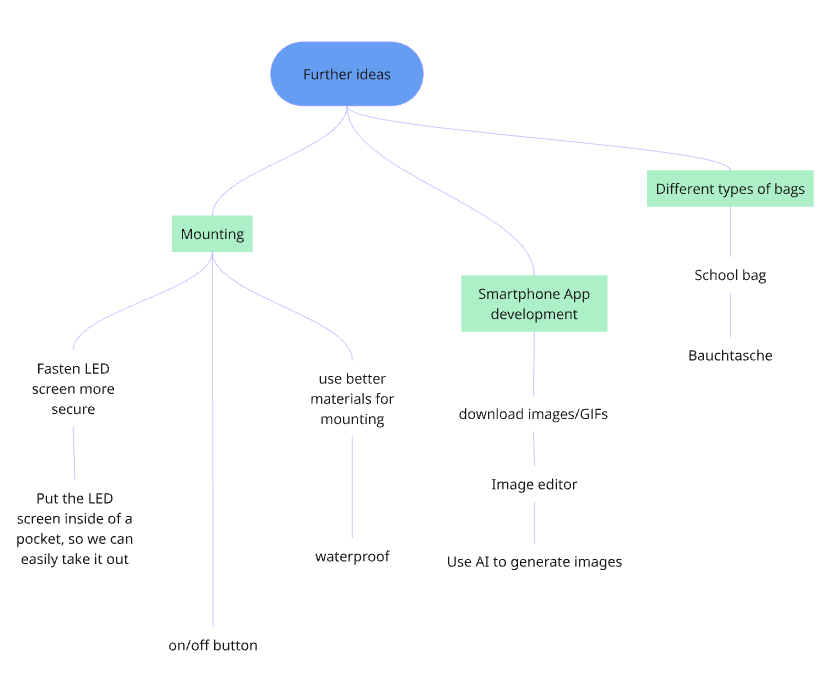 Further ideas
Different types of bags
Mounting
School bag
Smartphone App
development
Bauchtasche
Fasten LED
screen more
secure
use better
materials for
mounting
download images/GIFs
Image editor
Put the LED
screen inside of a
pocket, so we can
easily take it out
waterproof
Use AI to generate images
on/off button